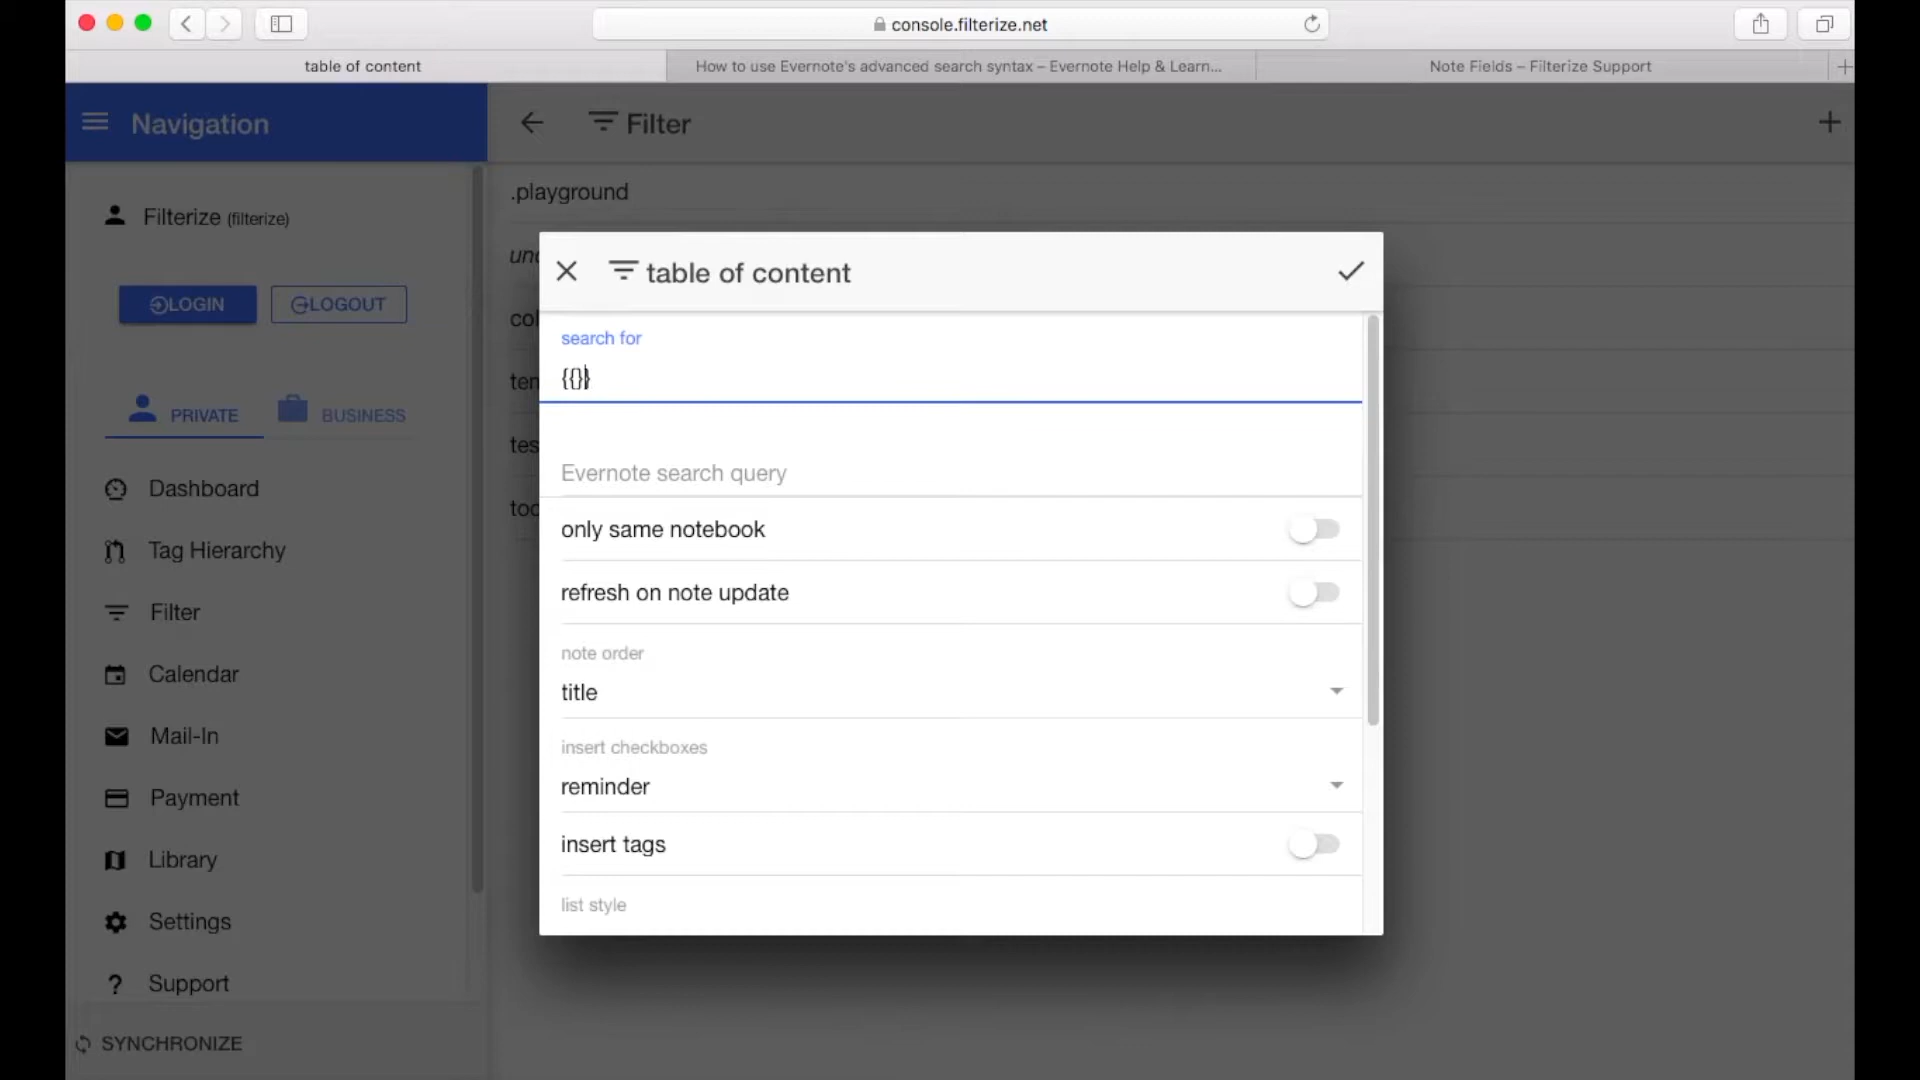 console.filterize.net
table of content
How to use Evernote's advanced search syntax – Evernote Help & Learn...
Note Fields – Filterize Support
Navigation
Filter
Filterize (filterize)
LOGIN
LOGOUT
PRIVATE
BUSINESS
Dashboard
Tag Hierarchy
Filter
Calendar
Mail-In
Payment
Library
Settings
? Support
SYNCHRONIZE
.playground
table of content
search for
{{}}
Evernote search query
only same notebook
refresh on note update
note order
title
insert checkboxes
reminder
insert tags
list style